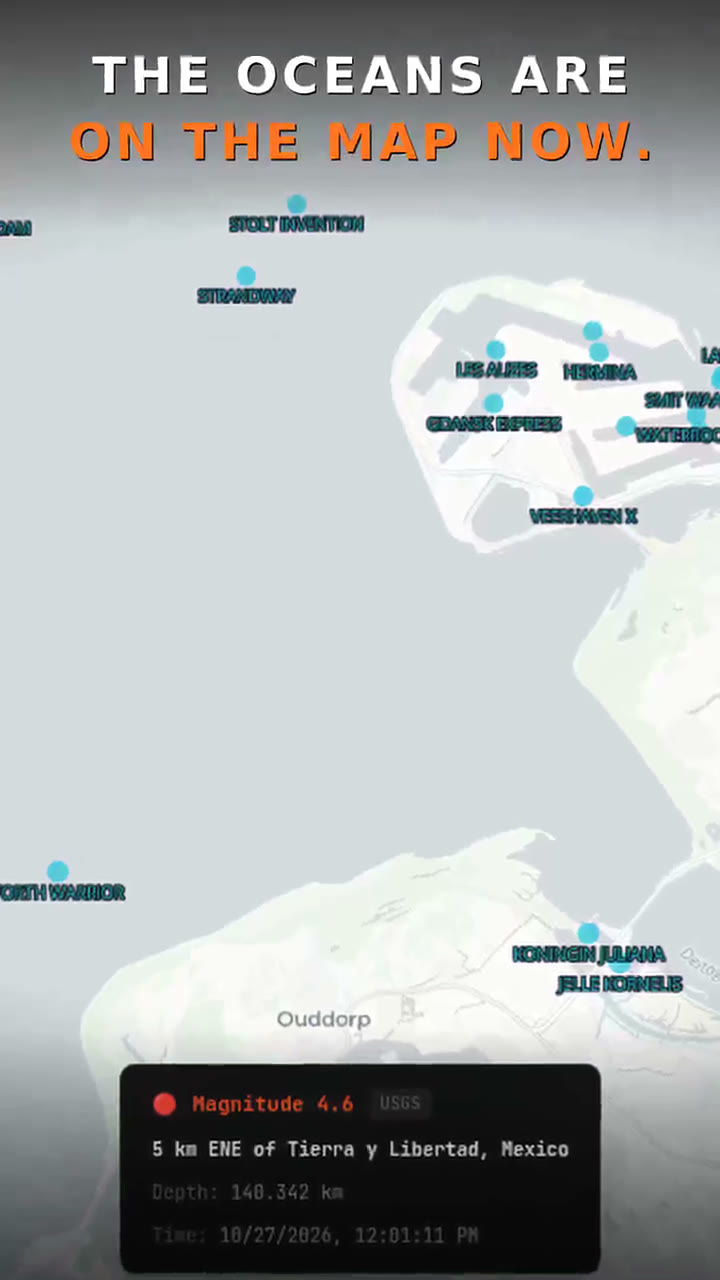 THE OCEANS ARE
ON THE MAP NOW.
STOLT INVENTION
STRANDWAY
LES ALIZES
HERMINA
GDANSK EXPRESS
VEERHAVEN X
WARRIOR
KONINGIN JULIANA
JELLE KORNELIS
Ouddorp
Magnitude 4.6 USGS
5 km ENE of Tierra y Libertad, Mexico
Depth: 140.342 km
Time: 10/27/2026, 12:01:11 PM